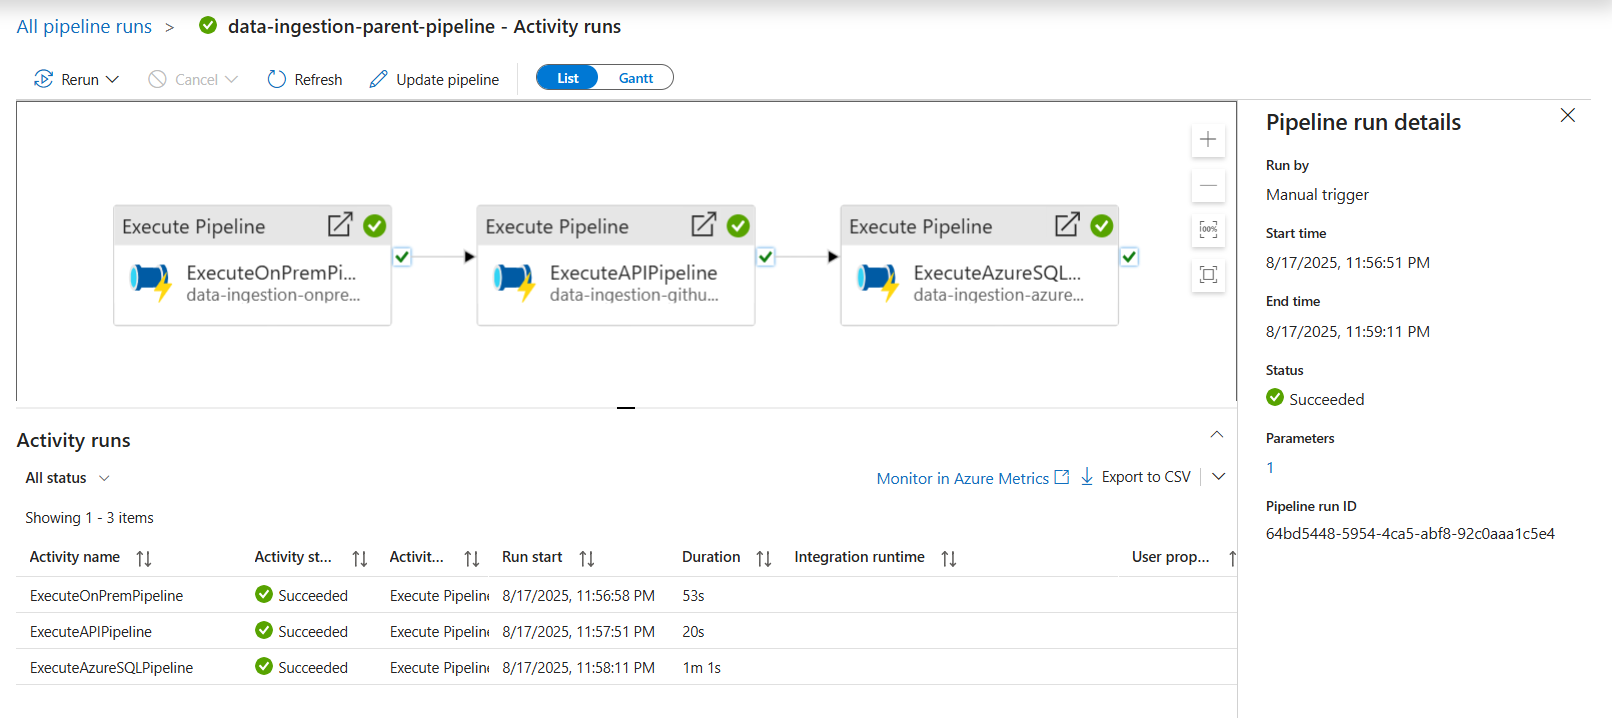 All pipeline runs > data-ingestion-parent-pipeline - Activity runs
Rerun Cancel Refresh Update pipeline List Gantt
Execute Pipeline Execute Pipeline Execute Pipeline
ExecuteOnPremPi... ExecuteAPIPipeline ExecuteAzureSQL...
data-ingestion-onpre... data-ingestion-githu... data-ingestion-azure...
100%
Pipeline run details
Run by
Manual trigger
Start time
8/17/2025, 11:56:51 PM
End time
8/17/2025, 11:59:11 PM
Status
Succeeded
Parameters
1
Pipeline run ID
64bd5448-5954-4ca5-abf8-92c0aaa1c5e4
Activity runs
All status
Monitor in Azure Metrics Export to CSV
Showing 1 - 3 items
Activity name Activity st... Activit... Run start Duration Integration runtime User prop...
ExecuteOnPremPipeline Succeeded Execute Pipeline 8/17/2025, 11:56:58 PM 53s
ExecuteAPIPipeline Succeeded Execute Pipeline 8/17/2025, 11:57:51 PM 20s
ExecuteAzureSQLPipeline Succeeded Execute Pipeline 8/17/2025, 11:58:11 PM 1m 1s